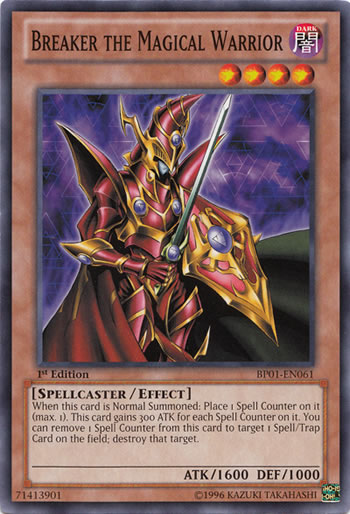 BREAKER THE MAGICAL WARRIOR
DARK
闇
1st Edition
BP01-EN061
[SPELLCASTER / EFFECT]
When this card is Normal Summoned: Place 1 Spell Counter on it
(max. 1). This card gains 300 ATK for each Spell Counter on it. You
can remove 1 Spell Counter from this card to target 1 Spell/Trap
Card on the field; destroy that target.
ATK/1600 DEF/1000
71413901
©1996 KAZUKI TAKAHASHI